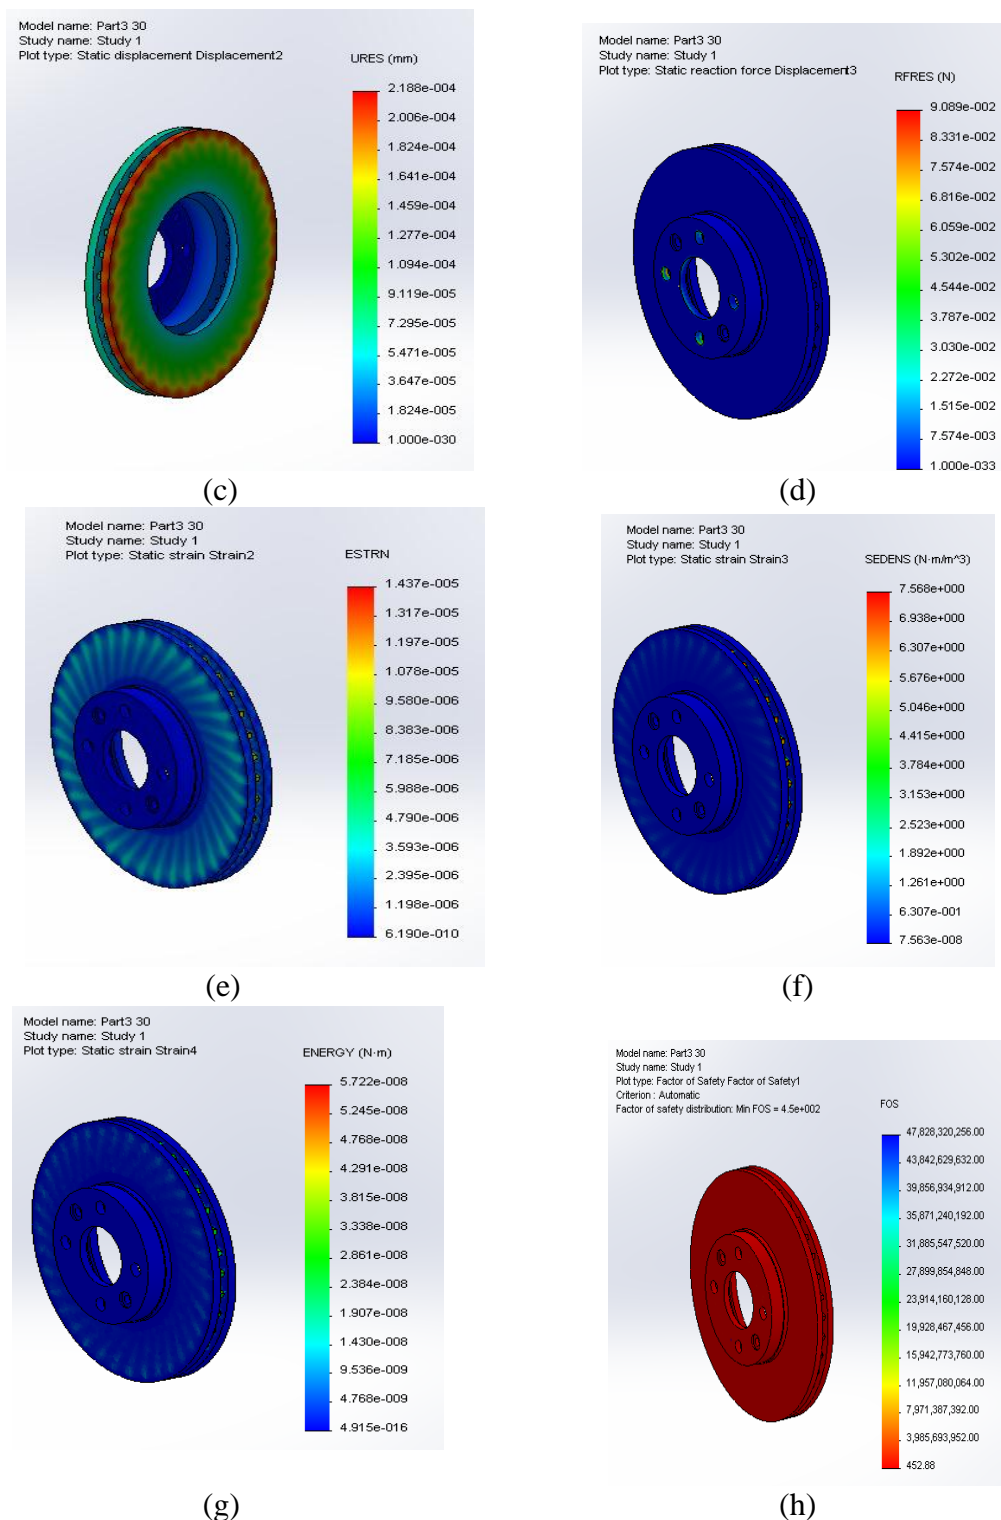 Model name: Part3 30
Study name: Study 1
Plot type: Static displacement Displacement2
URES (mm)
2.188e-004
2.006e-004
1.824e-004
1.641e-004
1.459e-004
1.277e-004
1.094e-004
9.119e-005
7.295e-005
5.471e-005
3.647e-005
1.824e-005
1.000e-030
(c)
Model name: Part3 30
Study name: Study 1
Plot type: Static reaction force Displacement3
RFRES (N)
9.089e-002
8.331e-002
7.574e-002
6.816e-002
6.059e-002
5.302e-002
4.544e-002
3.787e-002
3.030e-002
2.272e-002
1.515e-002
7.574e-003
1.000e-033
(d)
Model name: Part3 30
Study name: Study 1
Plot type: Static strain Strain2
ESTRN
1.437e-005
1.317e-005
1.197e-005
1.078e-005
9.580e-006
8.383e-006
7.185e-006
5.988e-006
4.790e-006
3.593e-006
2.395e-006
1.198e-006
6.190e-010
(e)
Model name: Part3 30
Study name: Study 1
Plot type: Static strain Strain3
SEDENS (N·m/m^3)
7.568e+000
6.938e+000
6.307e+000
5.676e+000
5.046e+000
4.415e+000
3.784e+000
3.153e+000
2.523e+000
1.892e+000
1.261e+000
6.307e-001
7.563e-008
(f)
Model name: Part3 30
Study name: Study 1
Plot type: Static strain Strain4
ENERGY (N·m)
5.722e-008
5.245e-008
4.768e-008
4.291e-008
3.815e-008
3.338e-008
2.861e-008
2.384e-008
1.907e-008
1.430e-008
9.536e-009
4.768e-009
4.915e-016
(g)
Model name: Part3 30
Study name: Study 1
Plot type: Factor of Safety Factor of Safety1
Criterion : Automatic
Factor of safety distribution: Min FOS = 4.5e+002
FOS
47,828,320,256.00
43,842,629,632.00
39,856,934,912.00
35,871,240,192.00
31,885,547,520.00
27,899,854,848.00
23,914,160,128.00
19,928,467,456.00
15,942,773,760.00
11,957,080,064.00
7,971,387,392.00
3,985,693,952.00
452.88
(h)